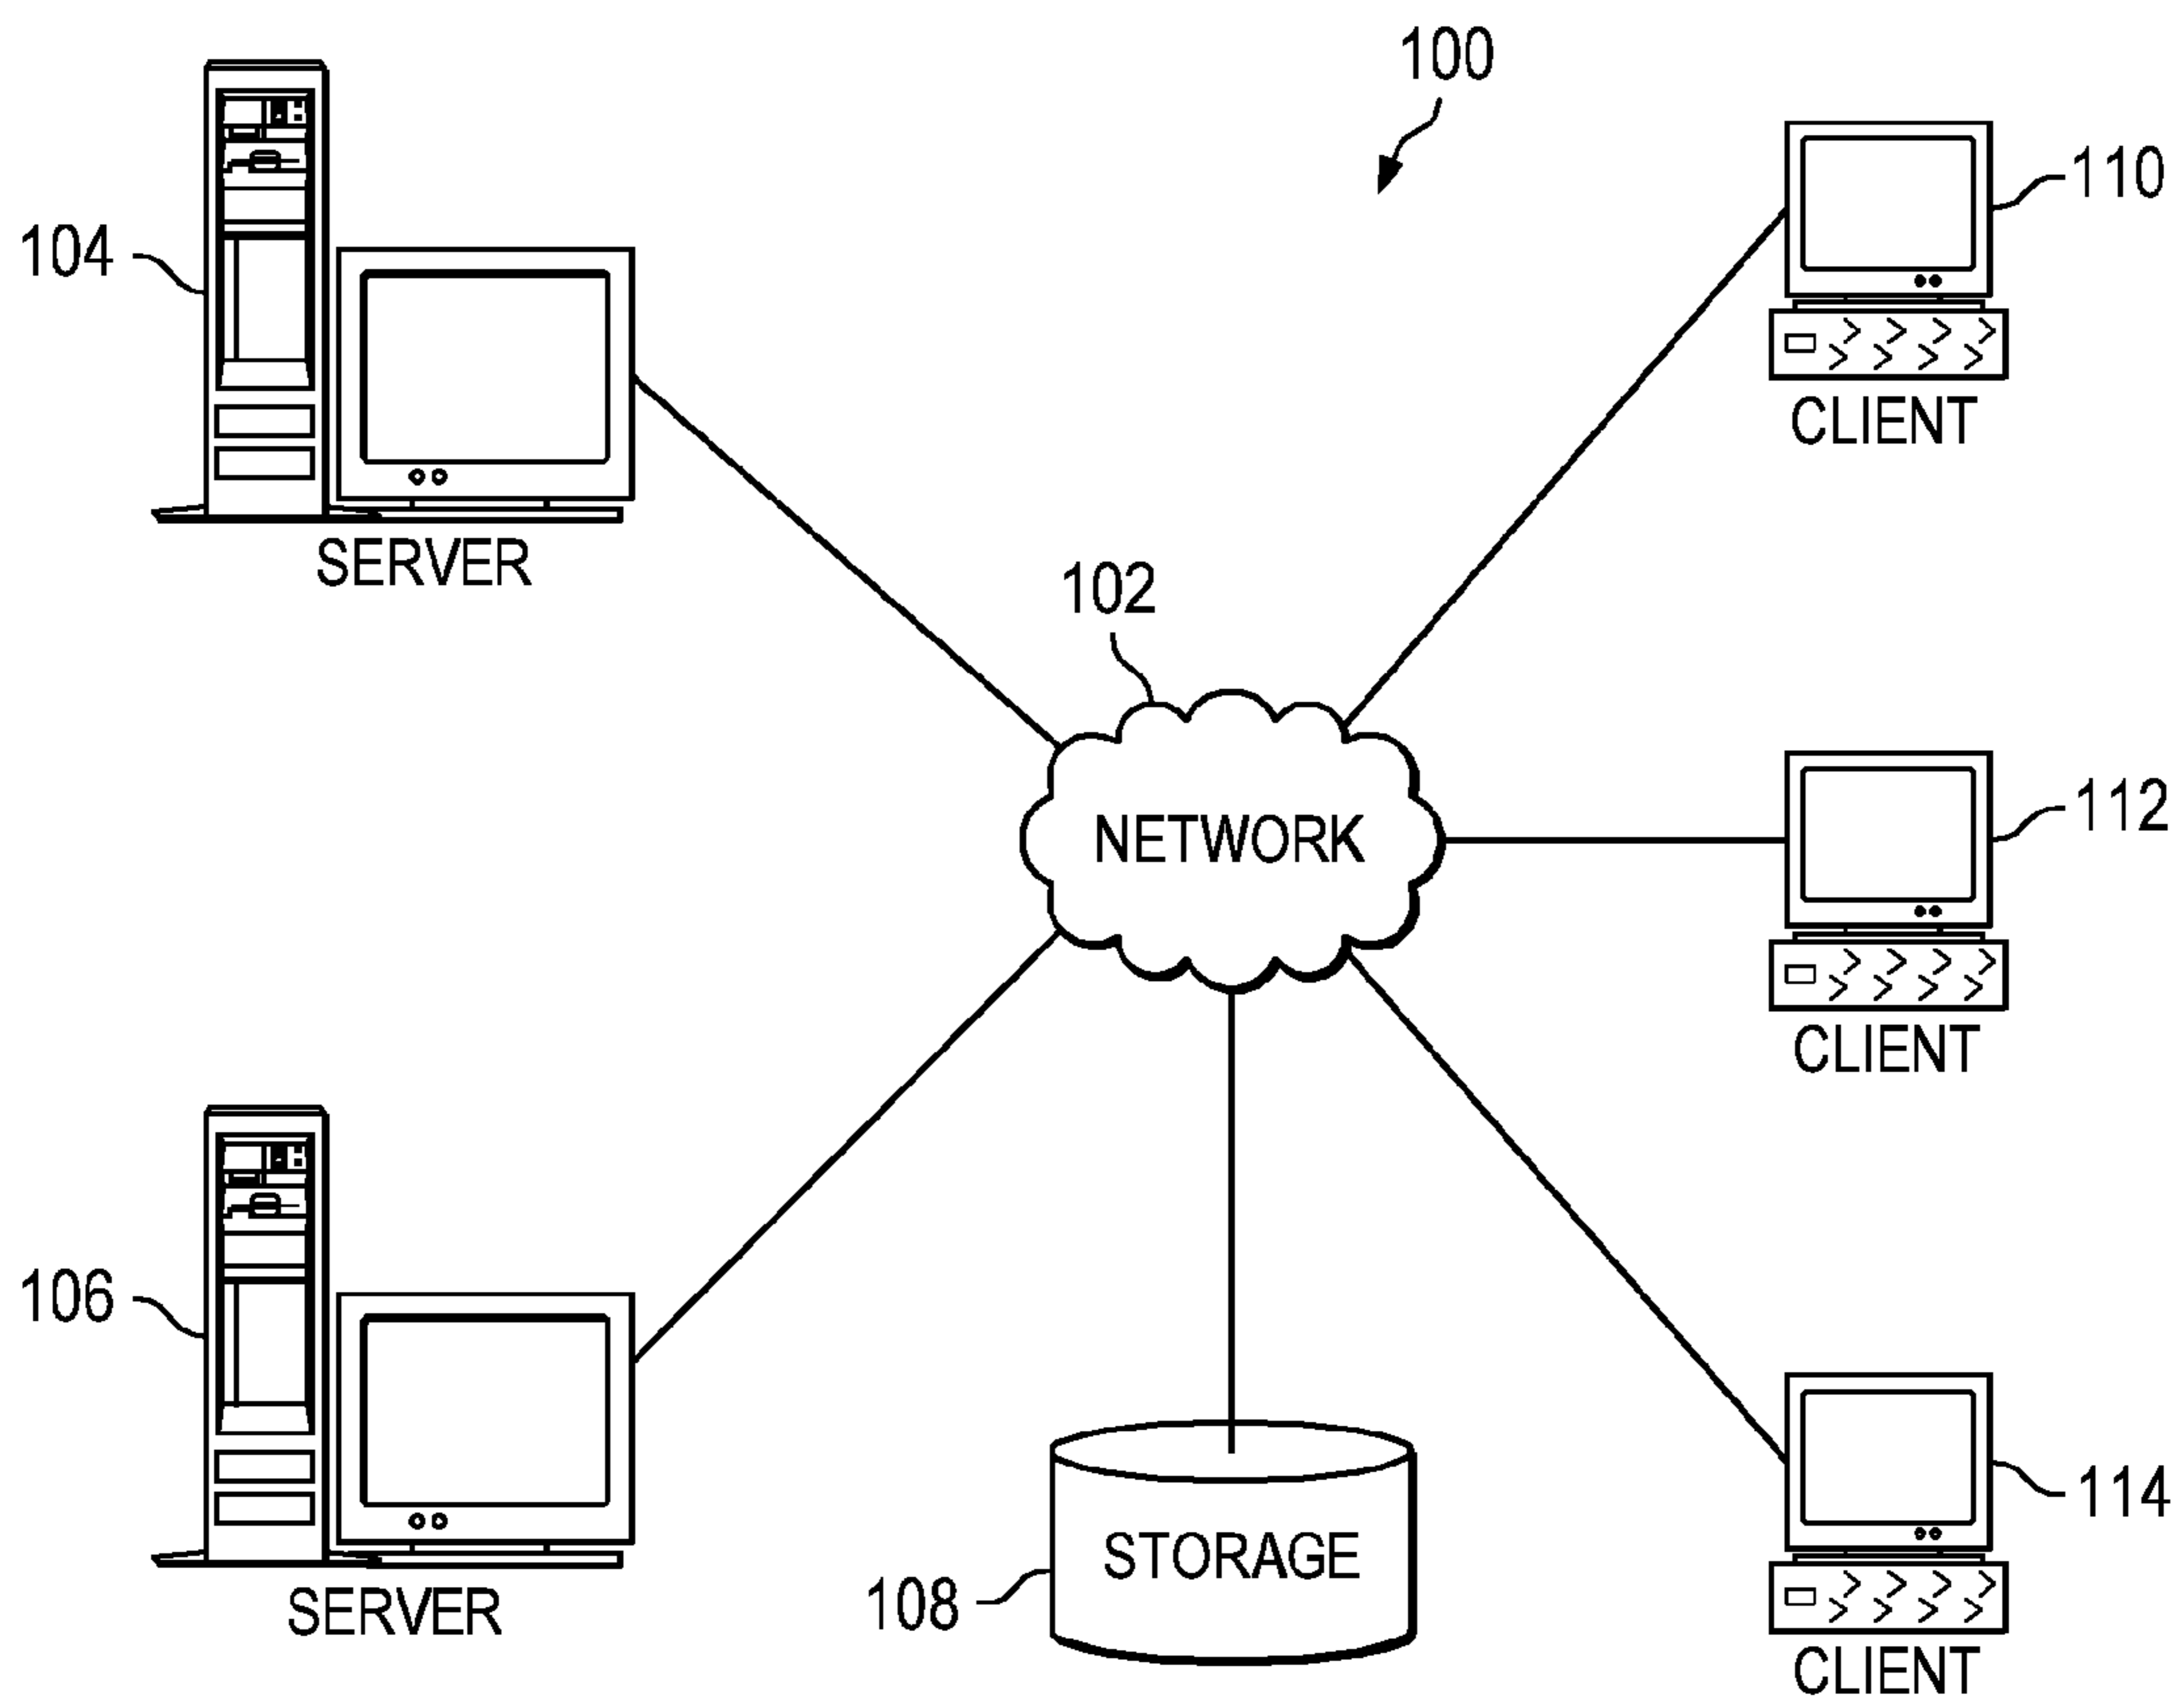 100
104
110
SERVER
CLIENT
102
NETWORK
112
CLIENT
106
SERVER
108
STORAGE
114
CLIENT